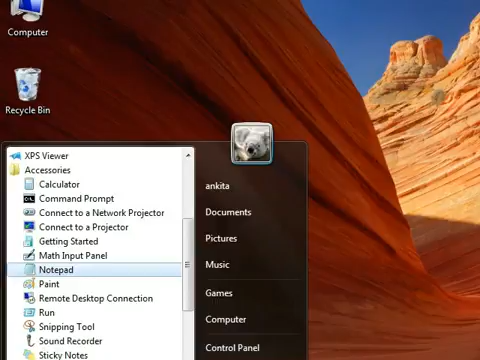 Computer
Recycle Bin
XPS Viewer
Accessories
Calculator
Command Prompt
Connect to a Network Projector
Connect to a Projector
Getting Started
Math Input Panel
Notepad
Paint
Remote Desktop Connection
Run
Snipping Tool
Sound Recorder
Sticky Notes
ankita
Documents
Pictures
Music
Games
Computer
Control Panel